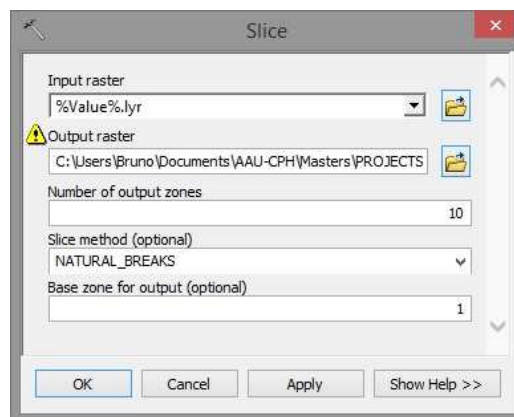 Slice
Input raster
%Value%.lyr
Output raster
C:\Users\Bruno\Documents\AAU-CPH\Masters\PROJECTS
Number of output zones
10
Slice method (optional)
NATURAL_BREAKS
Base zone for output (optional)
1
OK Cancel Apply Show Help >>